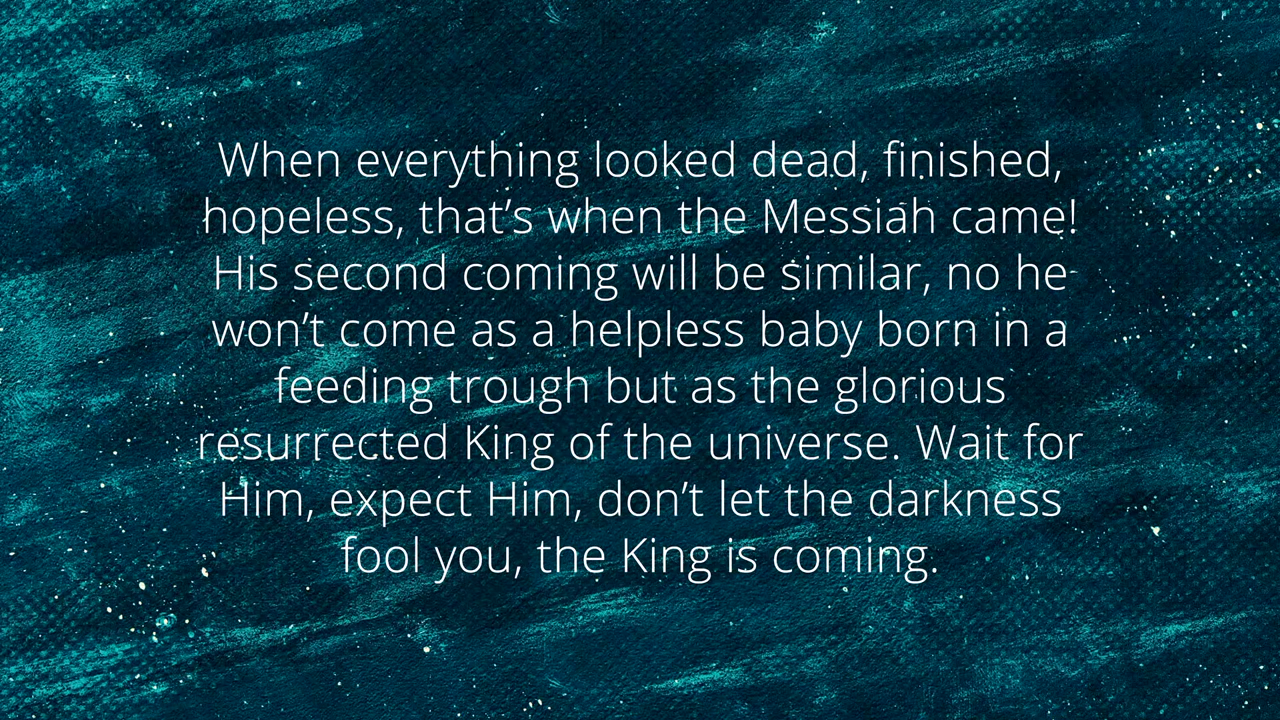 When everything looked dead, finished,
hopeless, that’s when the Messiah came!
His second coming will be similar, no he
won’t come as a helpless baby born in a
feeding trough but as the glorious
resurrected King of the universe. Wait for
Him, expect Him, don’t let the darkness
fool you, the King is coming.